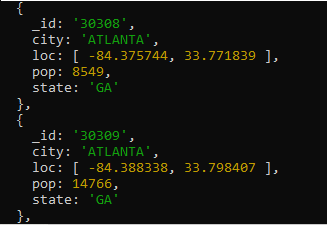 {
_id: '30308',
city: 'ATLANTA',
loc: [ -84.375744, 33.771839 ],
pop: 8549,
state: 'GA'
},
{
_id: '30309',
city: 'ATLANTA',
loc: [ -84.388338, 33.798407 ],
pop: 14766,
state: 'GA'
},